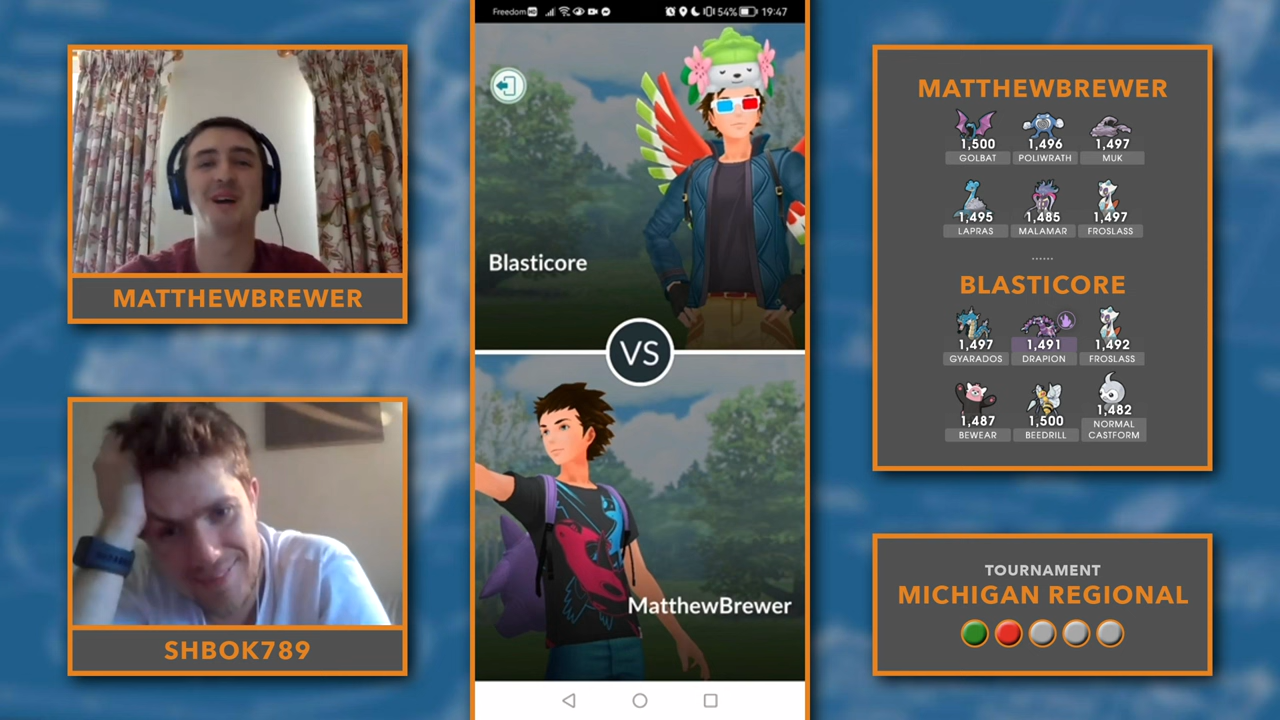 MATTHEWBREWER
SHBOK789
Freedom HD
54% 19:47
Blasticore
VS
MatthewBrewer
MATTHEWBREWER
1,500 1,496 1,497
GOLBAT POLIWRATH MUK
1,495 1,485 1,497
LAPRAS MALAMAR FROSLASS
......
BLASTICORE
1,497 1,491 1,492
GYARADOS DRAPION FROSLASS
1,487 1,500 1,482
BEWEAR BEEDRILL NORMAL
CASTFORM
TOURNAMENT
MICHIGAN REGIONAL